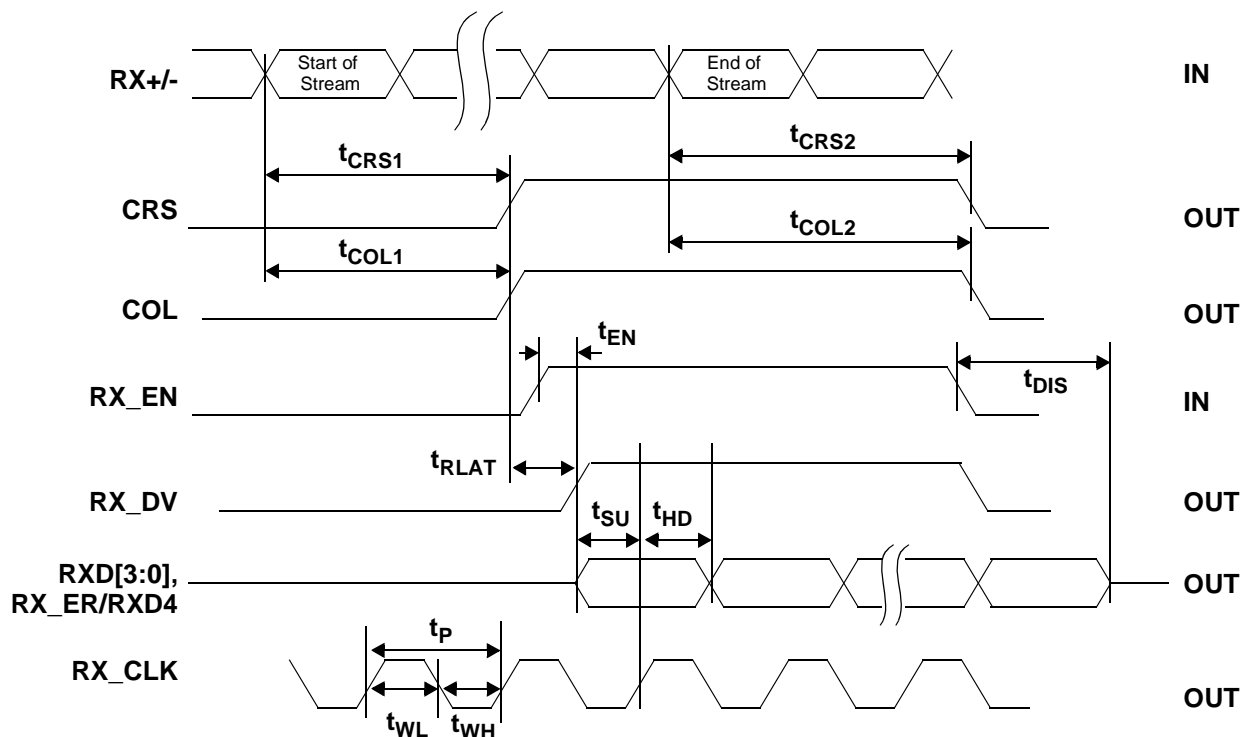 RX+/-
Start of
Stream
End of
Stream
IN
tCRS1
tCRS2
CRS
OUT
tCOL1
tCOL2
COL
OUT
tEN
tDIS
RX_EN
IN
tRLAT
RX_DV
OUT
tSU
tHD
RXD[3:0],
RX_ER/RXD4
OUT
tP
RX_CLK
OUT
tWL
tWH